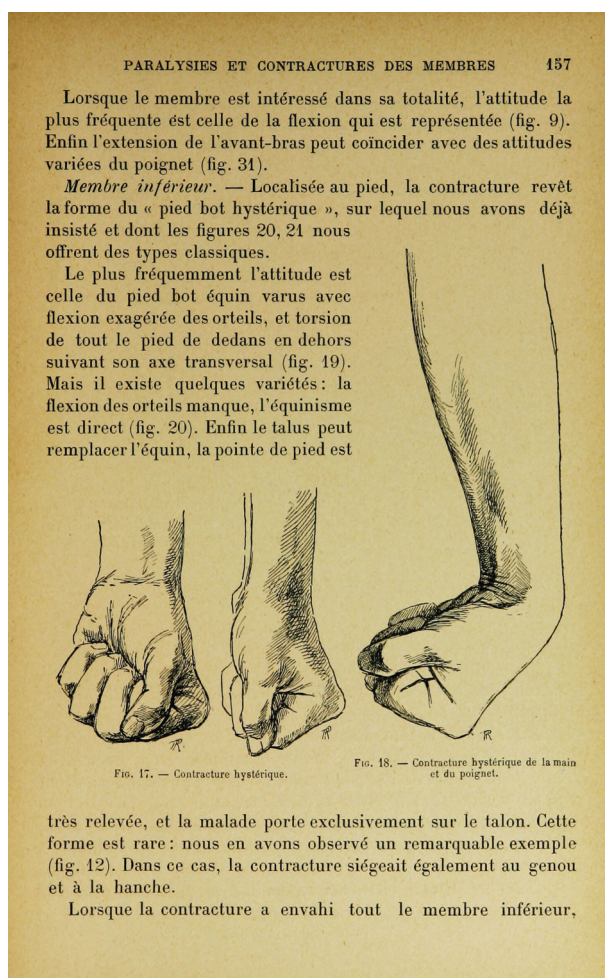 PARALYSIES ET CONTRACTURES DES MEMBRES 157
Lorsque le membre est intéressé dans sa totalité, l'attitude la
plus fréquente est celle de la flexion qui est représentée (fig. 9).
Enfin l'extension de l'avant-bras peut coïncider avec des attitudes
variées du poignet (fig. 31).
Membre inférieur. — Localisée au pied, la contracture revêt
la forme du « pied bot hystérique », sur lequel nous avons déjà
insisté et dont les figures 20, 21 nous
offrent des types classiques.
Le plus fréquemment l'attitude est
celle du pied bot équin varus avec
flexion exagérée des orteils, et torsion
de tout le pied de dedans en dehors
suivant son axe transversal (fig. 19).
Mais il existe quelques variétés : la
flexion des orteils manque, l'équinisme
est direct (fig. 20). Enfin le talus peut
remplacer l'équin, la pointe de pied est
FIG. 17. — Contracture hystérique.
FIG. 18. — Contracture hystérique de la main
et du poignet.
très relevée, et la malade porte exclusivement sur le talon. Cette
forme est rare : nous en avons observé un remarquable exemple
(fig. 12). Dans ce cas, la contracture siégeait également au genou
et à la hanche.
Lorsque la contracture a envahi tout le membre inférieur,